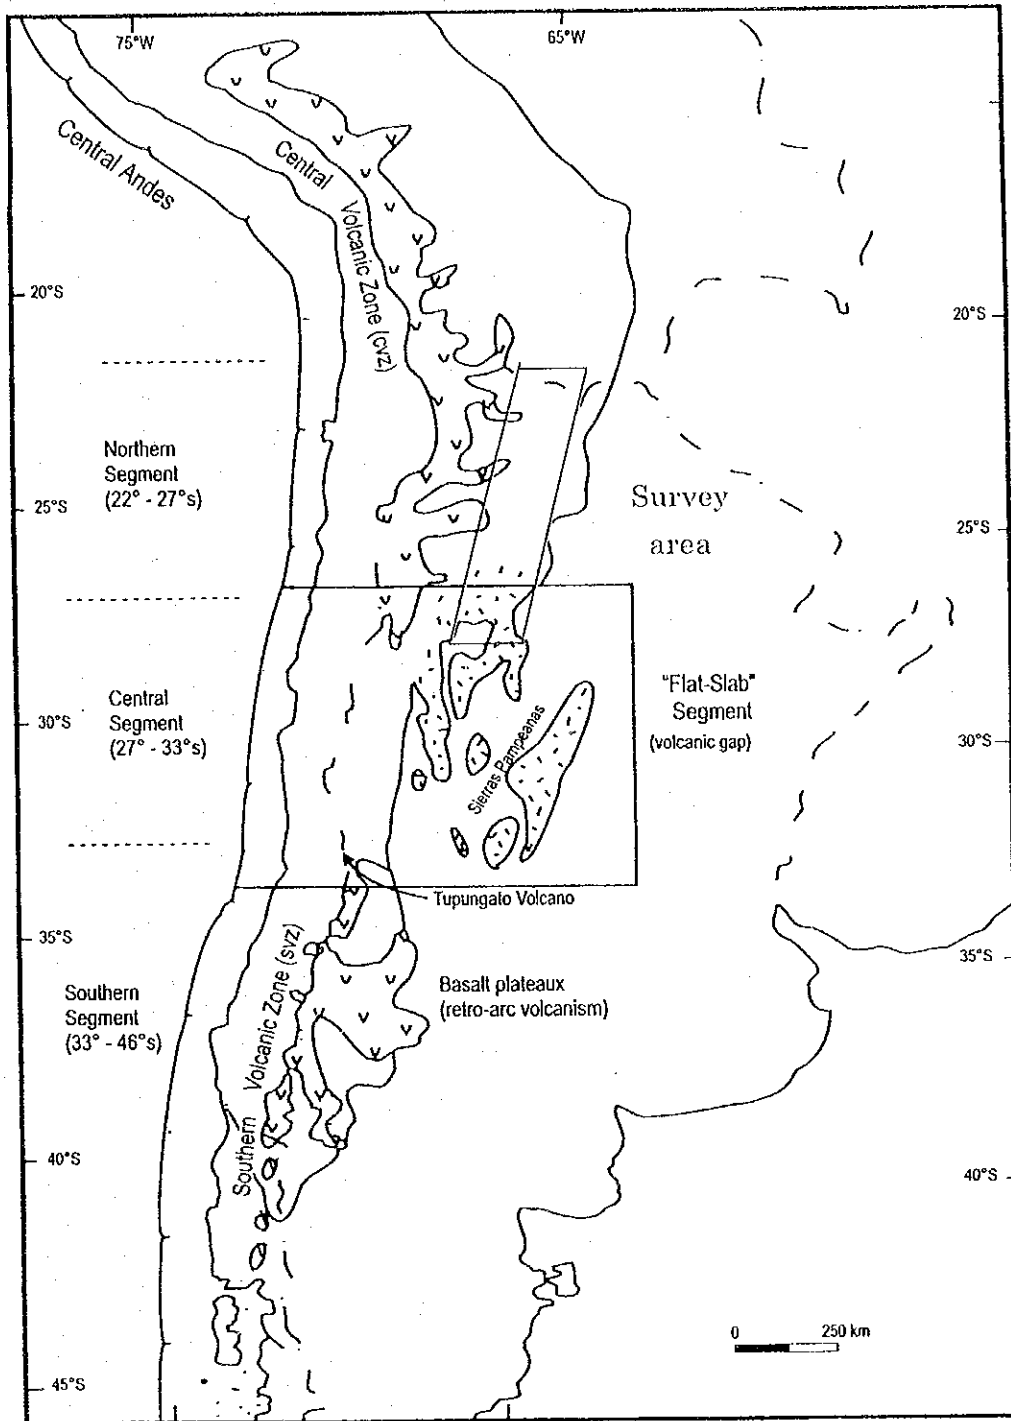 75°W
65°W
Central Andes
Central
Volcanic Zone (cvz.)
20°S
20°S
Northern
Segment
(22° - 27°s)
25°S
Survey
area
25°S
Central
Segment
(27° - 33°s)
30°S
"Flat-Slab"
Segment
(volcanic gap)
30°S
Sierras Pampeanas
Tupungato Volcano
35°S
35°S
Southern
Segment
(33° - 46°s)
Southern Volcanic Zone (svz)
Basalt plateaux
(retro-arc volcanism)
40°S
40°S
0 250 km
45°S